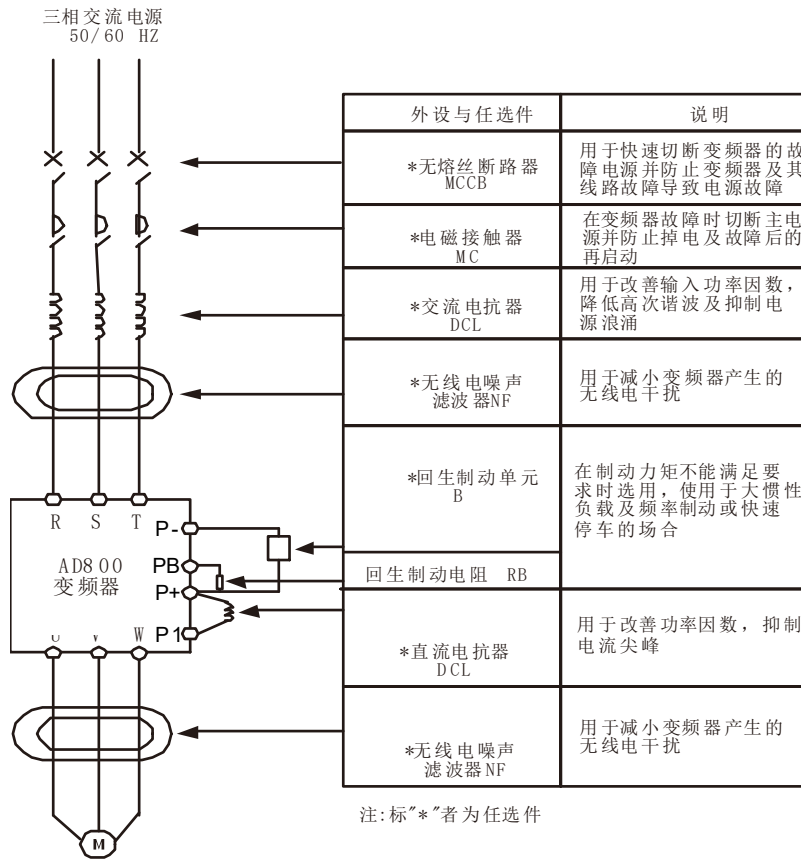 三相交流电源
50/60 HZ
外设与任选件
说明
*无熔丝断路器
MCCB
用于快速切断变频器的故
障电源并防止变频器及其
线路故障导致电源故障
*电磁接触器
MC
在变频器故障时切断主电
源并防止掉电及故障后的
再启动
*交流电抗器
DCL
用于改善输入功率因数，
降低高次谐波及抑制电
源浪涌
*无线电噪声
滤波器NF
用于减小变频器产生的
无线电干扰
*回生制动单元
B
在制动力矩不能满足要
求时选用，使用于大惯性
负载及频率制动或快速
停车的场合
回生制动电阻 RB
R S T
P-
AD800
变频器
PB
P+
P1
U V W
*直流电抗器
DCL
用于改善功率因数，抑制
电流尖峰
*无线电噪声
滤波器NF
用于减小变频器产生的
无线电干扰
M
注:标"*"者为任选件